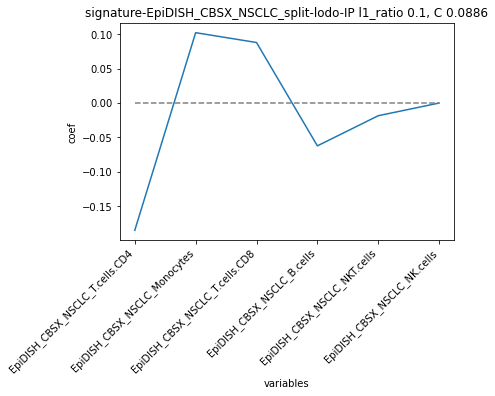 signature-EpiDISH_CBSX_NSCLC_split-lodo-IP l1_ratio 0.1, C 0.0886
0.10
0.05
0.00
−0.05
−0.10
−0.15
coef
EpiDISH_CBSX_NSCLC_T.cells.CD4
EpiDISH_CBSX_NSCLC_Monocytes
EpiDISH_CBSX_NSCLC_T.cells.CD8
EpiDISH_CBSX_NSCLC_B.cells
EpiDISH_CBSX_NSCLC_NKT.cells
EpiDISH_CBSX_NSCLC_NK.cells
variables